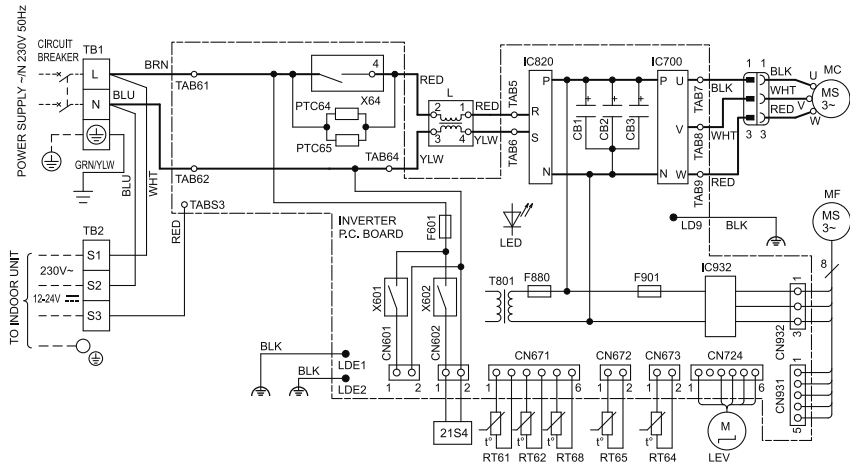 POWER SUPPLY ~/N 230V 50Hz
CIRCUIT
BREAKER
TB1
L
N
BRN
BLU
GRN/YLW
BLU
WHT
TAB61
TAB62
TABS3
RED
TB2
S1
S2
S3
230V~
12-24V
TO INDOOR UNIT
4
X64
PTC64
PTC65
TAB64
RED
YLW
L
2 1
3 4
RED
YLW
TAB5
TAB6
IC820
P
R
S
N
+
+
+
CB1
CB2
CB3
IC700
P U
V
N W
TAB7
TAB8
TAB9
BLK
WHT
RED
1 1
3 3
BLK
WHT
RED
U
V
W
MC
MS
3~
MF
MS
3~
8
INVERTER
P.C. BOARD
F601
LED
LD9
BLK
X601
X602
CN601
CN602
1 2
1 2
21S4
BLK
LDE1
BLK
LDE2
T801
F880
F901
IC932
1
3
CN932
1
5
CN931
CN671
1 6
CN672
1 2
CN673
1 2
CN724
1 6
t°
t°
t°
t°
t°
RT61
RT62
RT68
RT65
RT64
M
LEV